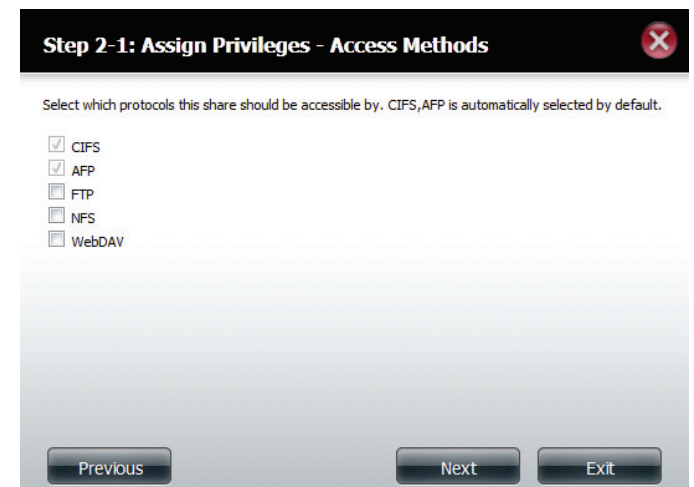 Step 2-1: Assign Privileges - Access Methods
Select which protocols this share should be accessible by. CIFS,AFP is automatically selected by default.
CIFS
AFP
FTP
NFS
WebDAV
Previous
Next
Exit